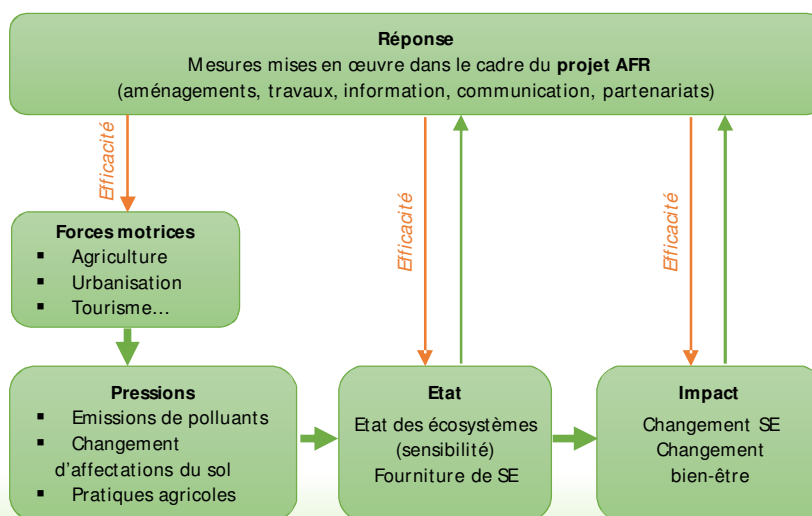 Réponse
Mesures mises en œuvre dans le cadre du projet AFR
(aménagements, travaux, information, communication, partenariats)
Efficacité
Efficacité
Efficacité
Forces motrices
▪ Agriculture
▪ Urbanisation
▪ Tourisme…
Pressions
▪ Emissions de polluants
▪ Changement
d'affectations du sol
▪ Pratiques agricoles
Etat
Etat des écosystèmes
(sensibilité)
Fourniture de SE
Impact
Changement SE
Changement
bien-être